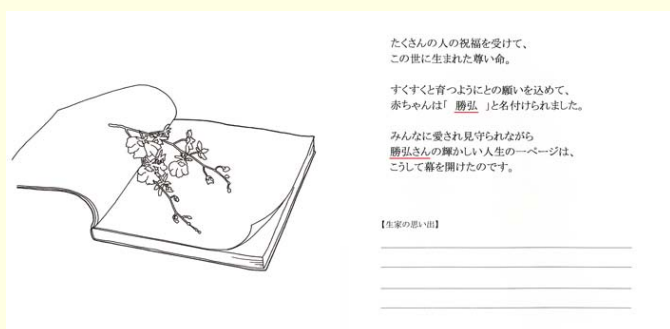 たくさんの人の祝福を受けて、
この世に生まれた尊い命。
すくすくと育つようにとの願いを込めて、
赤ちゃんは「 勝弘 」と名付けられました。
みんなに愛され見守られながら
勝弘さんの輝かしい人生の一ページは、
こうして幕を開けたのです。
【生家の思い出】